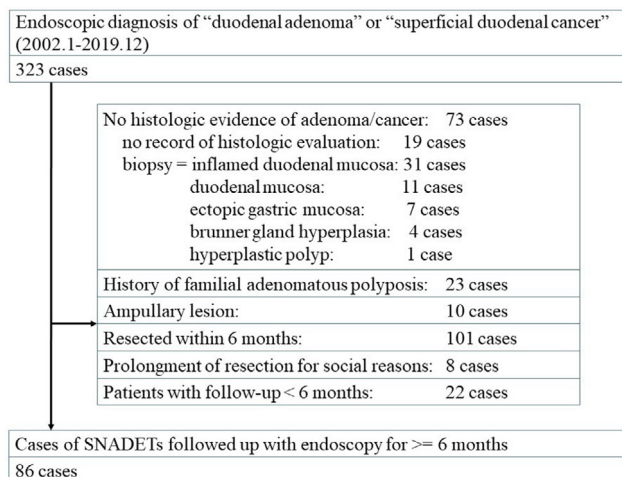 Endoscopic diagnosis of “duodenal adenoma” or “superficial duodenal cancer”
(2002.1-2019.12)
323 cases
No histologic evidence of adenoma/cancer: 73 cases
no record of histologic evaluation: 19 cases
biopsy = inflamed duodenal mucosa: 31 cases
duodenal mucosa: 11 cases
ectopic gastric mucosa: 7 cases
brunner gland hyperplasia: 4 cases
hyperplastic polyp: 1 case
History of familial adenomatous polyposis: 23 cases
Ampullary lesion: 10 cases
Resected within 6 months: 101 cases
Prolongment of resection for social reasons: 8 cases
Patients with follow-up < 6 months: 22 cases
Cases of SNADETs followed up with endoscopy for >= 6 months
86 cases